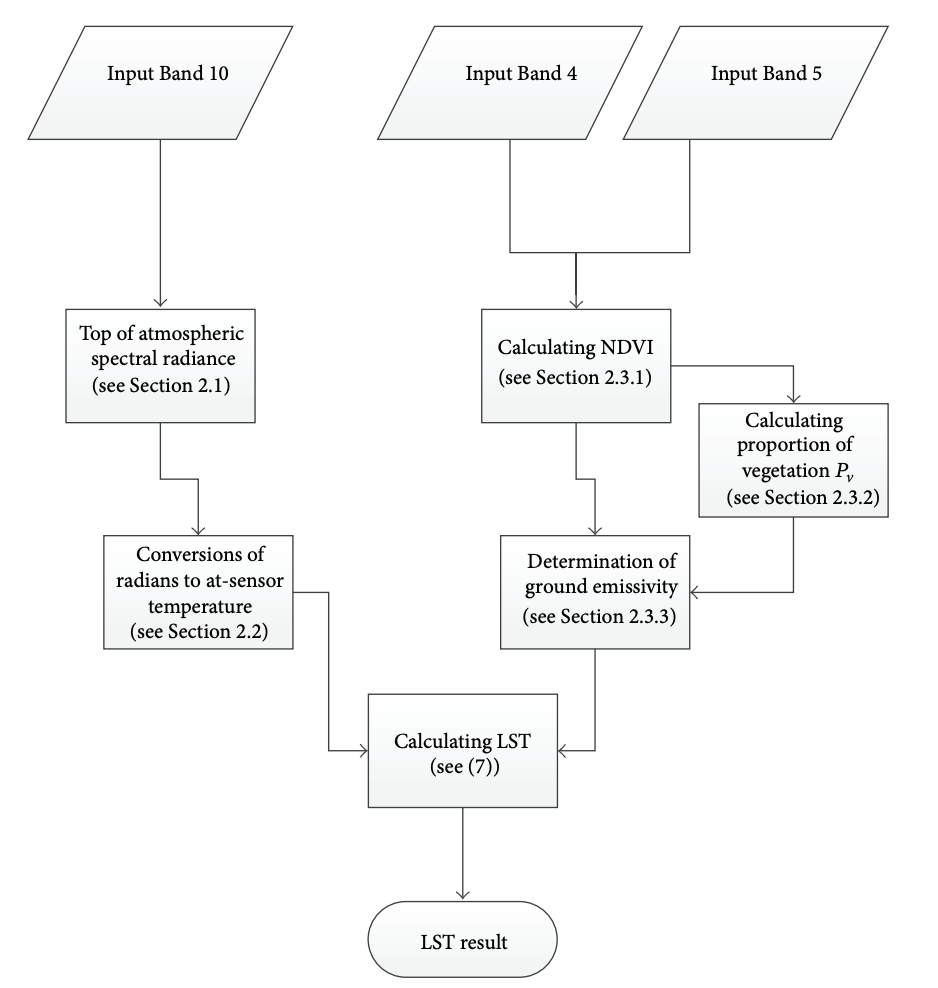 Input Band 10
Input Band 4
Input Band 5
Top of atmospheric
spectral radiance
(see Section 2.1)
Calculating NDVI
(see Section 2.3.1)
Calculating
proportion of
vegetation Pᵥ
(see Section 2.3.2)
Conversions of
radians to at-sensor
temperature
(see Section 2.2)
Determination of
ground emissivity
(see Section 2.3.3)
Calculating LST
(see (7))
LST result